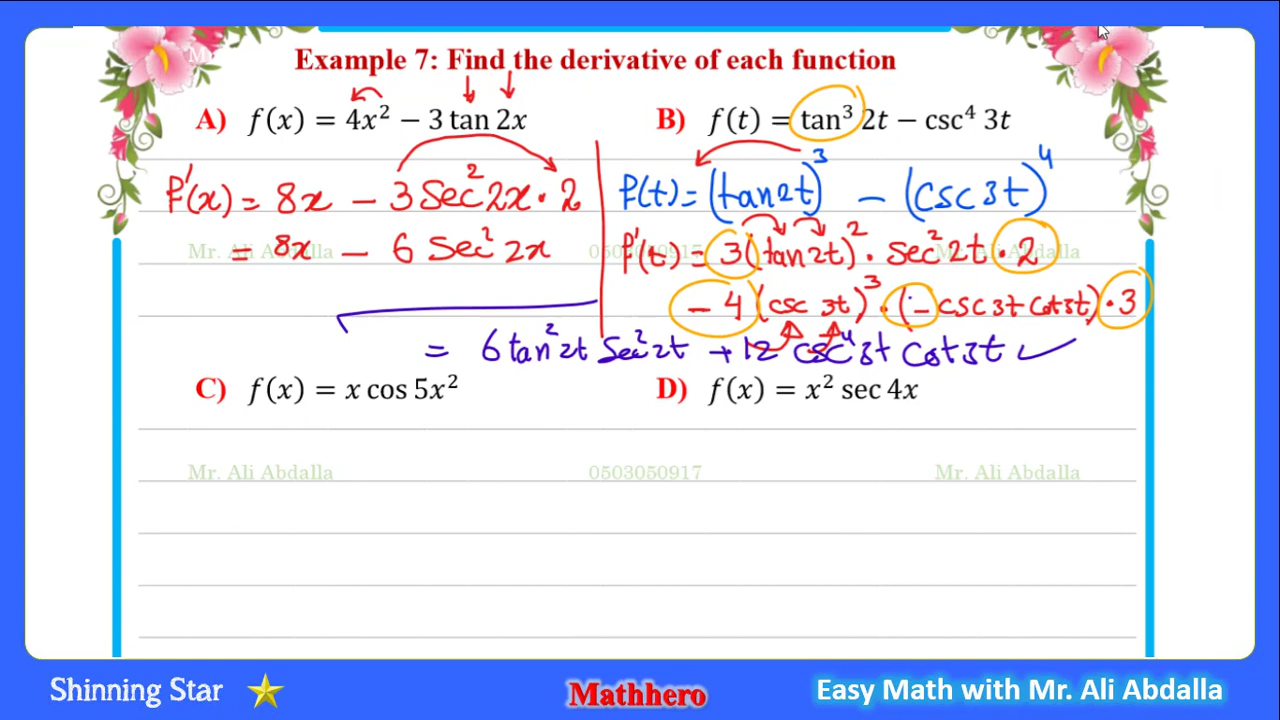 Example 7: Find the derivative of each function
A) f(x) = 4x² − 3 tan 2x
B) f(t) = tan³ 2t − csc⁴ 3t
f'(x) = 8x − 3 Sec² 2x · 2
= 8x − 6 Sec² 2x
f(t) = (tan 2t)³ − (csc 3t)⁴
f'(t) = 3(tan 2t)² · sec² 2t · 2
− 4 (csc 3t)³ · (− csc 3t cot 3t) · 3
= 6 tan² 2t Sec² 2t + 12 csc⁴ 3t cot 3t ✓
Mr. Ali Abdalla 0503050917
C) f(x) = x cos 5x²
D) f(x) = x² sec 4x
Mr. Ali Abdalla 0503050917 Mr. Ali Abdalla
Shinning Star
Mathhero
Easy Math with Mr. Ali Abdalla